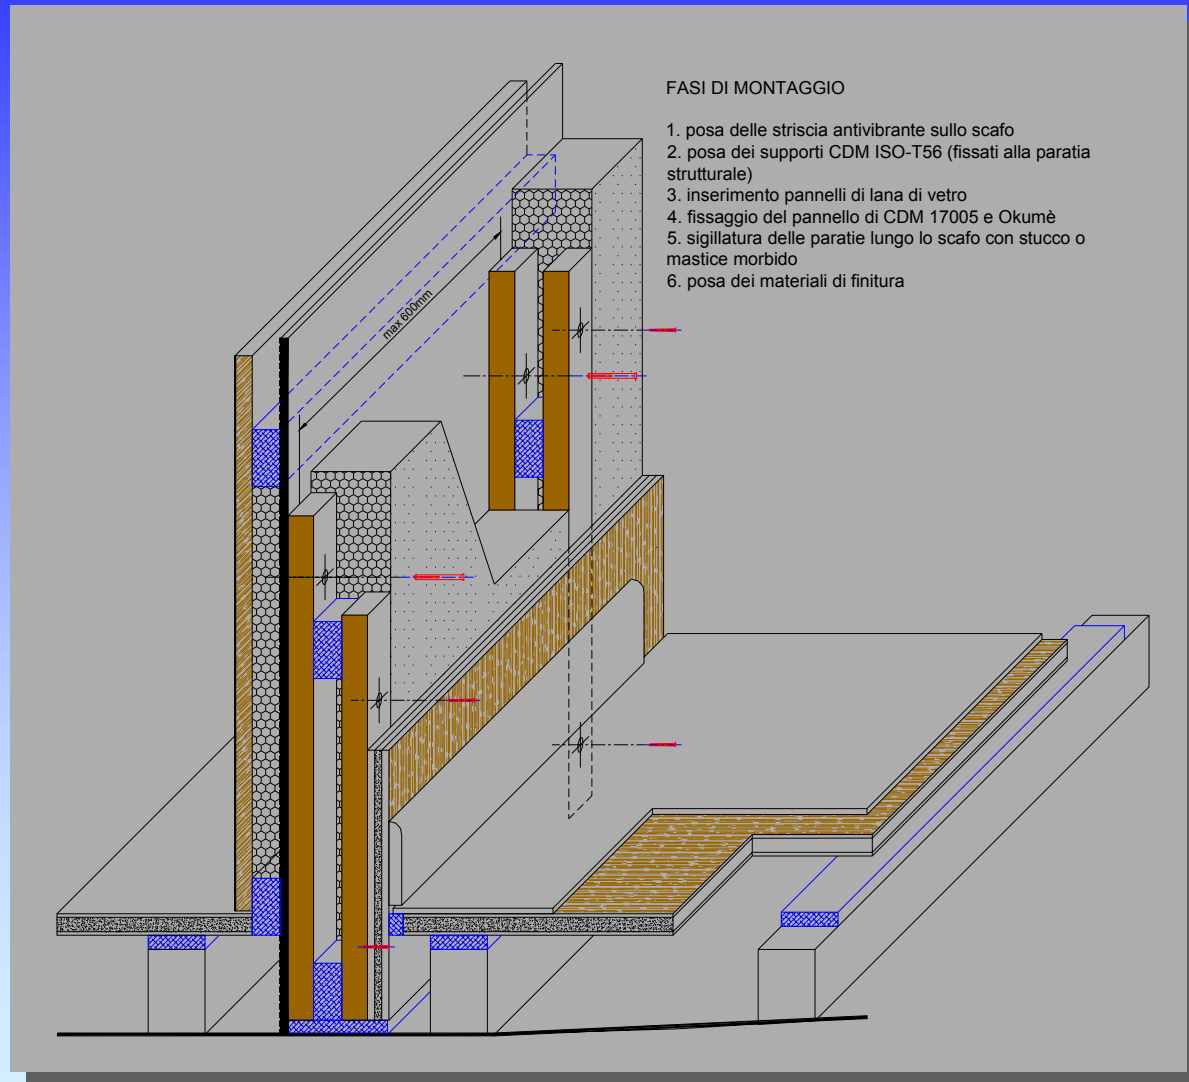 FASI DI MONTAGGIO
1. posa delle striscia antivibrante sullo scafo
2. posa dei supporti CDM ISO-T56 (fissati alla paratia
strutturale)
3. inserimento pannelli di lana di vetro
4. fissaggio del pannello di CDM 17005 e Okumè
5. sigillatura delle paratie lungo lo scafo con stucco o
mastice morbido
6. posa dei materiali di finitura
max 600mm